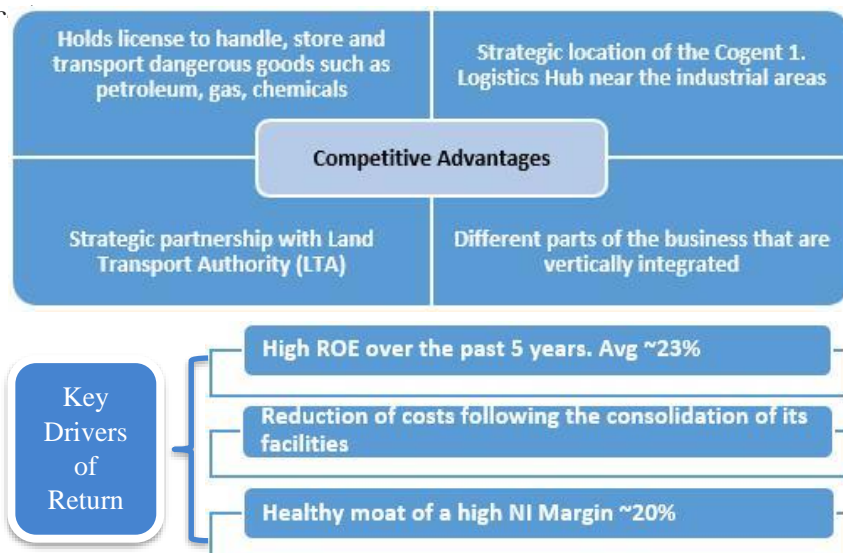 Holds license to handle, store and
transport dangerous goods such as
petroleum, gas, chemicals
Strategic location of the Cogent 1.
Logistics Hub near the industrial areas
Competitive Advantages
Strategic partnership with Land
Transport Authority (LTA)
Different parts of the business that are
vertically integrated
Key
Drivers
of
Return
High ROE over the past 5 years. Avg ~23%
Reduction of costs following the consolidation of its
facilities
Healthy moat of a high NI Margin ~20%